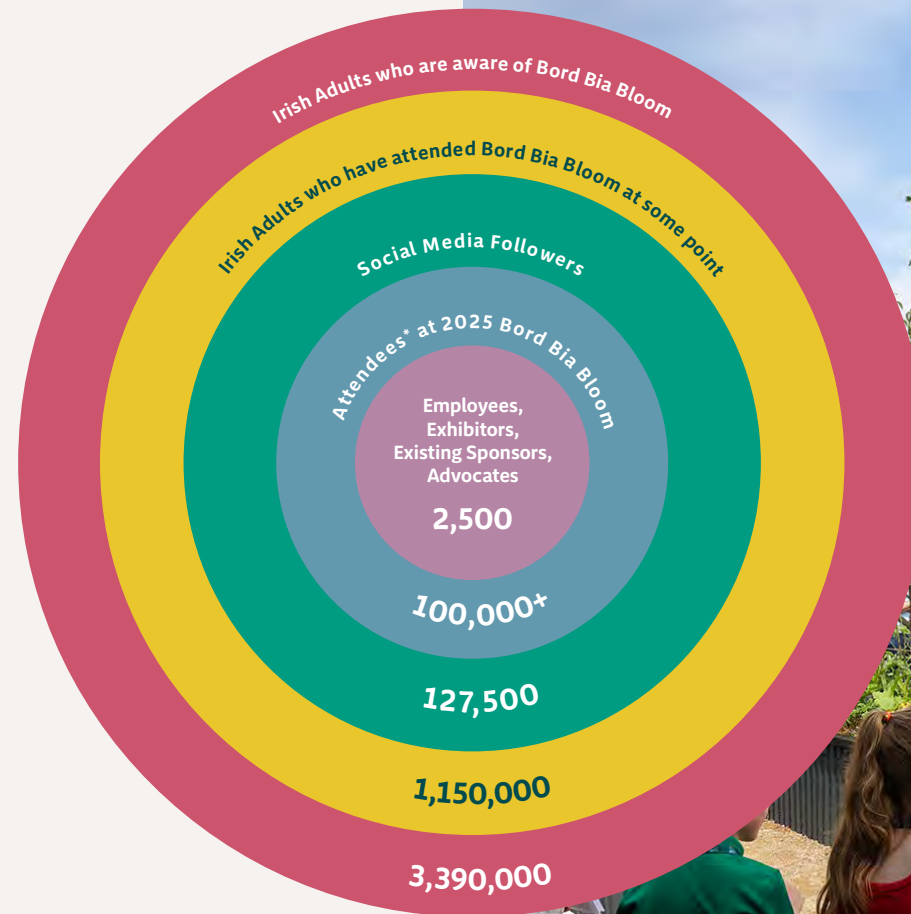 Irish Adults who are aware of Bord Bia Bloom
Irish Adults who have attended Bord Bia Bloom at some point
Social Media Followers
Attendees* at 2025 Bord Bia Bloom
Employees,
Exhibitors,
Existing Sponsors,
Advocates
2,500
100,000+
127,500
1,150,000
3,390,000